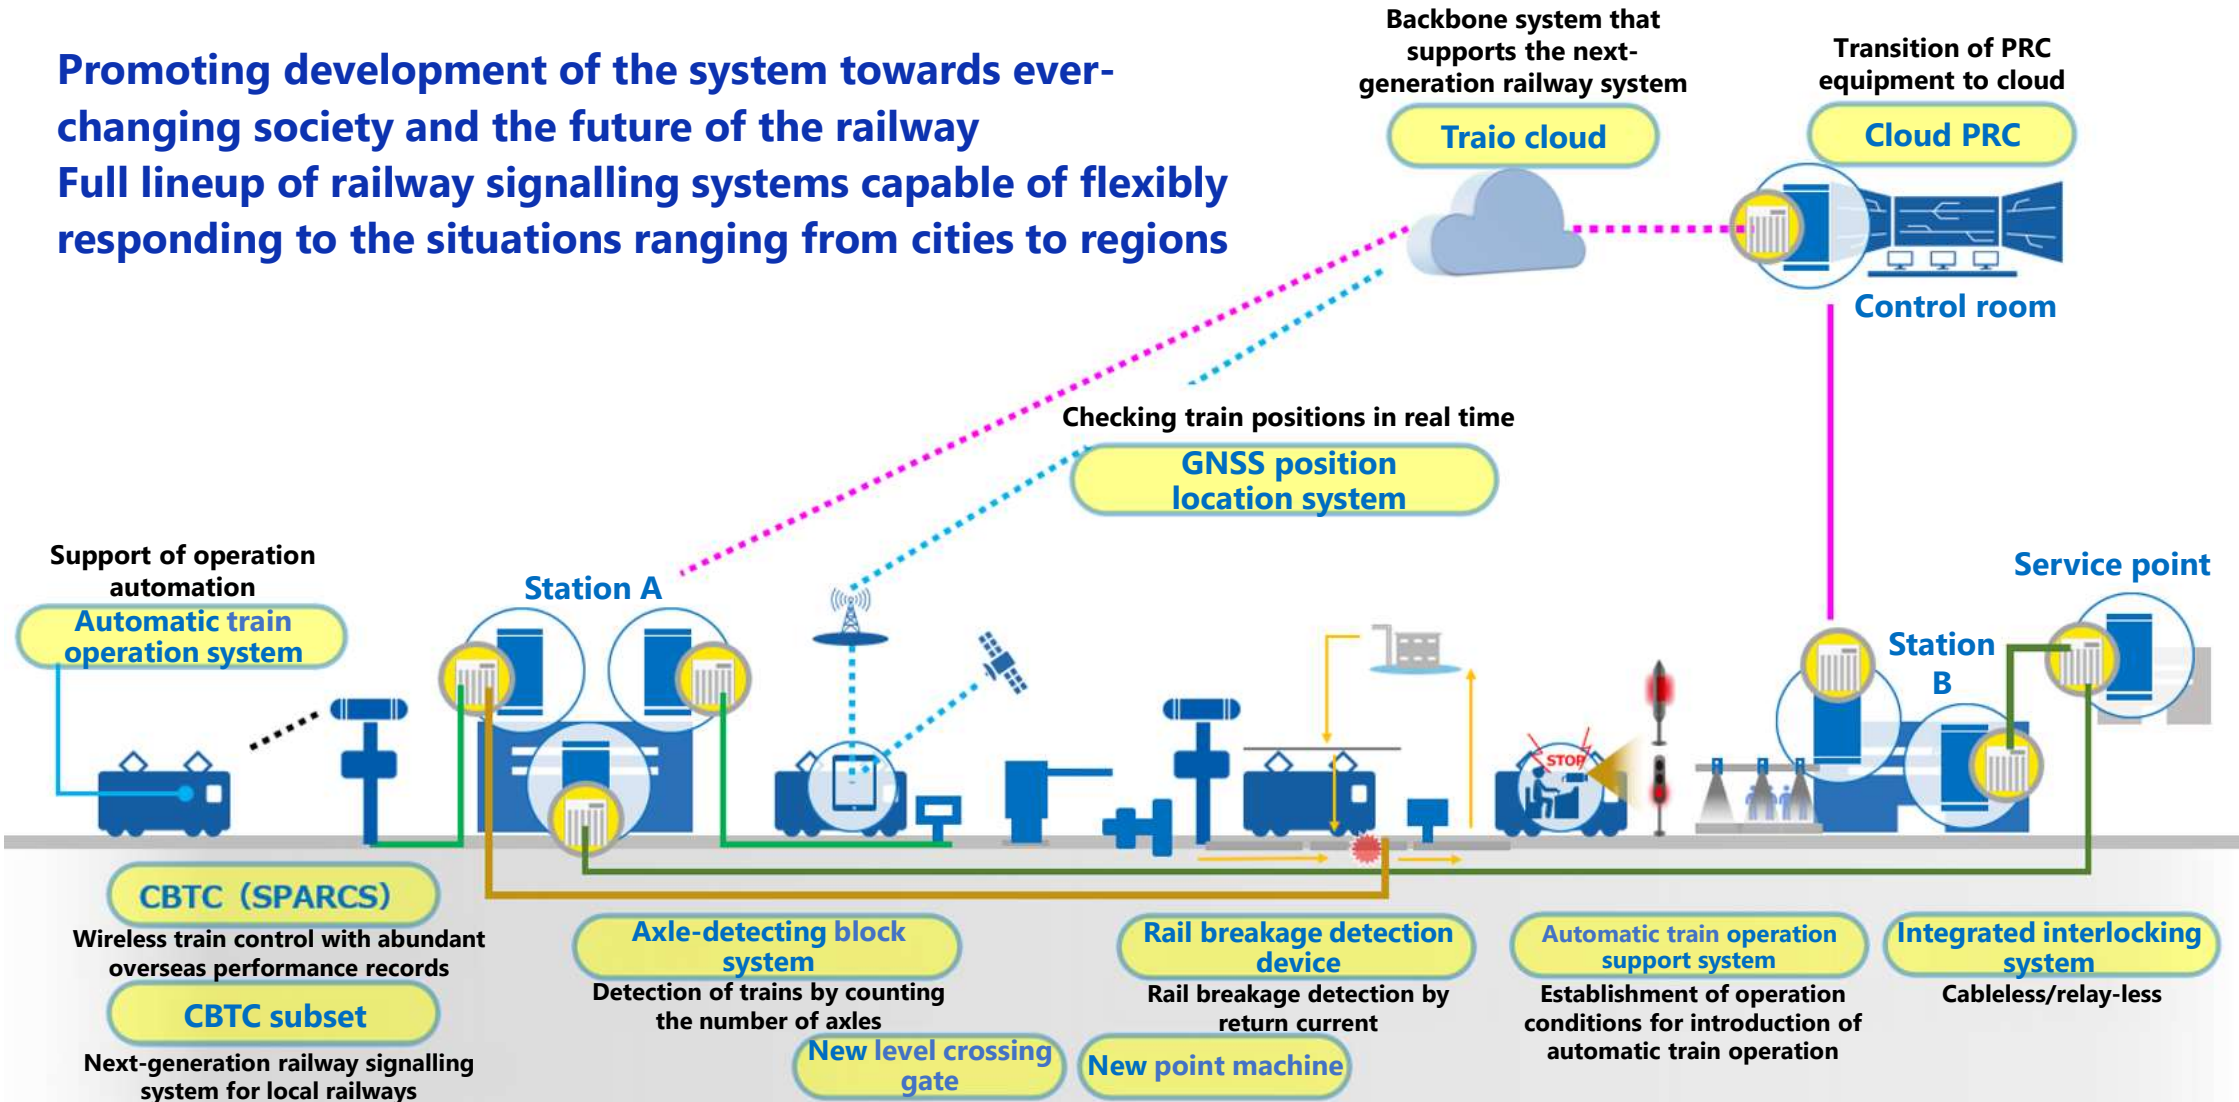 Promoting development of the system towards ever-
changing society and the future of the railway
Full lineup of railway signalling systems capable of flexibly
responding to the situations ranging from cities to regions
Backbone system that
supports the next-
generation railway system
Traio cloud
Transition of PRC
equipment to cloud
Cloud PRC
Control room
Checking train positions in real time
GNSS position
location system
Support of operation
automation
Automatic train
operation system
Station A
Service point
Station
B
STOP
CBTC（SPARCS）
Wireless train control with abundant
overseas performance records
CBTC subset
Next-generation railway signalling
system for local railways
Axle-detecting block
system
Detection of trains by counting
the number of axles
New level crossing
gate
Rail breakage detection
device
Rail breakage detection by
return current
New point machine
Automatic train operation
support system
Establishment of operation
conditions for introduction of
automatic train operation
Integrated interlocking
system
Cableless/relay-less